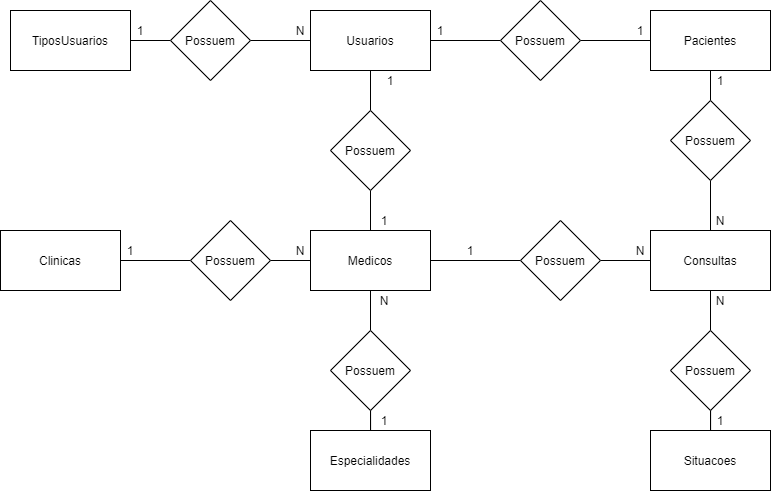 TiposUsuarios 1 Possuem N Usuarios 1 Possuem 1 Pacientes
1 1
Possuem Possuem
1 N
Clinicas 1 Possuem N Medicos 1 Possuem N Consultas
N N
Possuem Possuem
1 1
Especialidades Situacoes